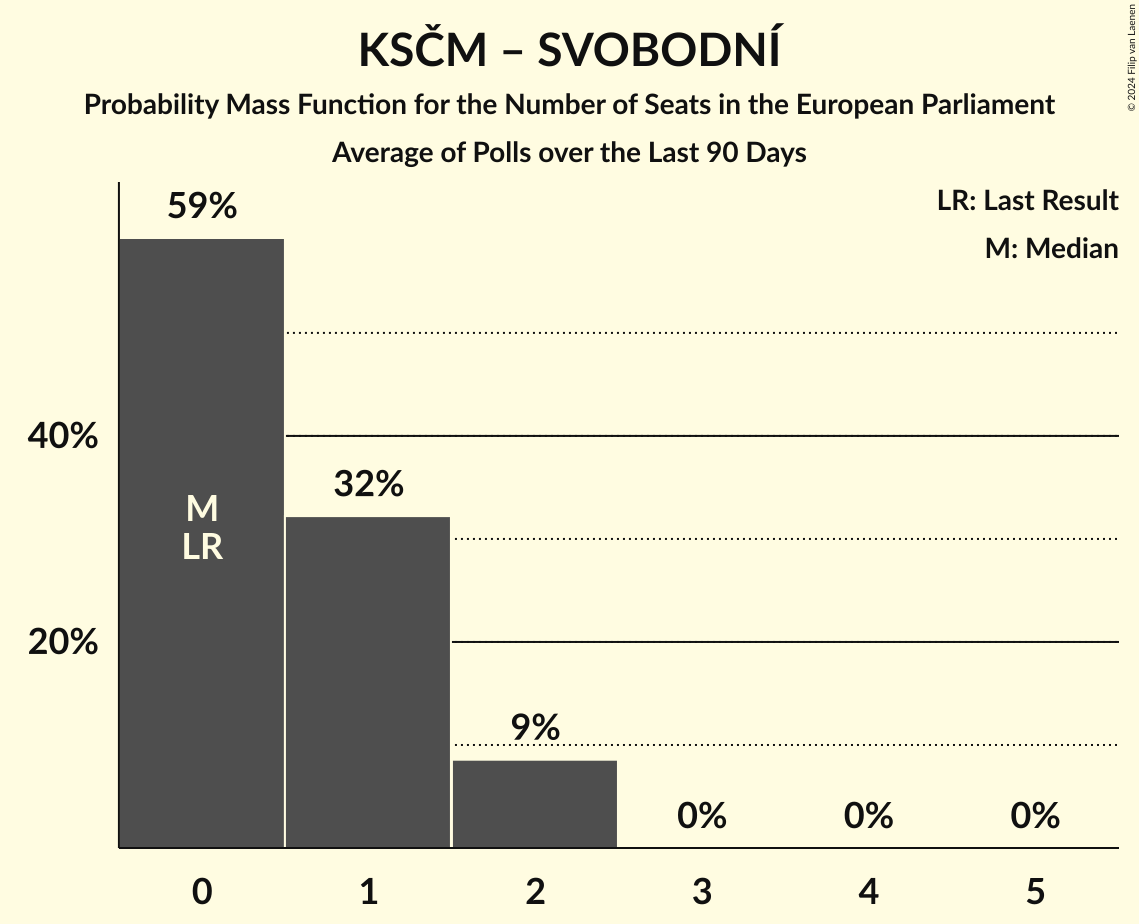 KSČM – SVOBODNÍ
Probability Mass Function for the Number of Seats in the European Parliament
Average of Polls over the Last 90 Days
© 2024 Filip van Laenen
LR: Last Result
M: Median
59%
40%
32%
M
LR
20%
9%
0%
0%
0%
0
1
2
3
4
5